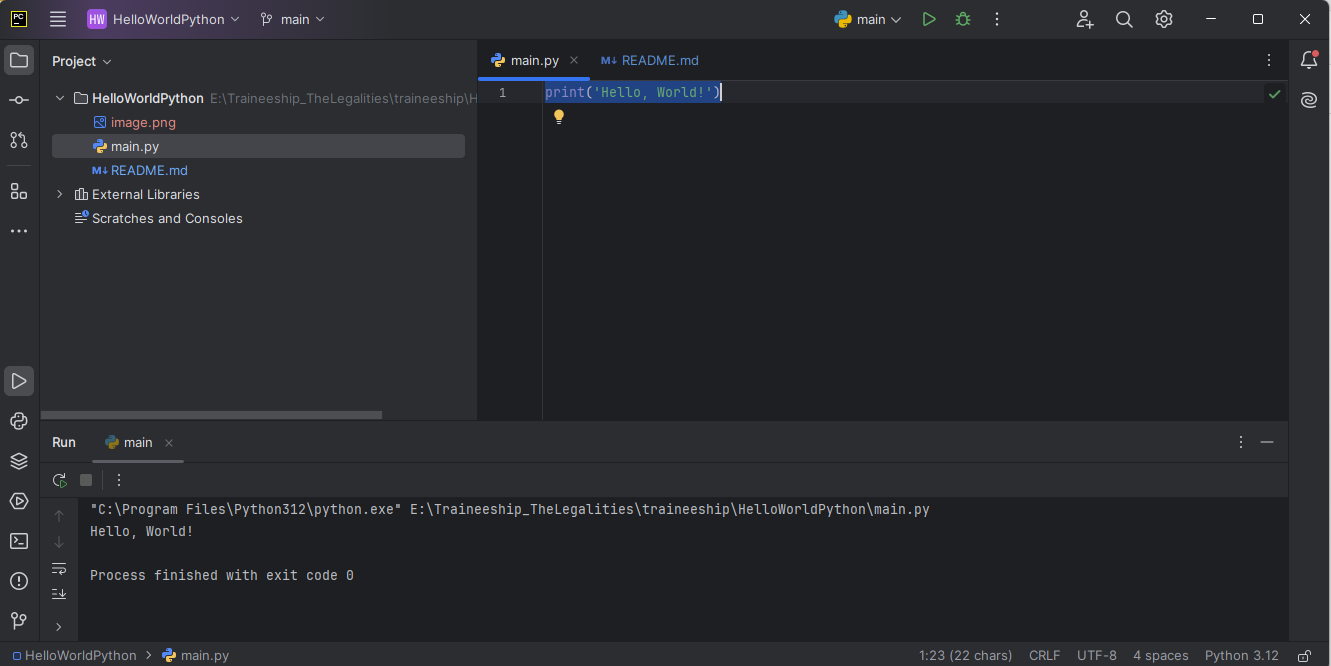 PC HW HelloWorldPython main main
Project
HelloWorldPython E:\Traineeship_TheLegalities\traineeship\H
image.png
main.py
README.md
External Libraries
Scratches and Consoles
main.py README.md
1 print('Hello, World!')
Run main
"C:\Program Files\Python312\python.exe" E:\Traineeship_TheLegalities\traineeship\HelloWorldPython\main.py
Hello, World!
Process finished with exit code 0
HelloWorldPython main.py 1:23 (22 chars) CRLF UTF-8 4 spaces Python 3.12